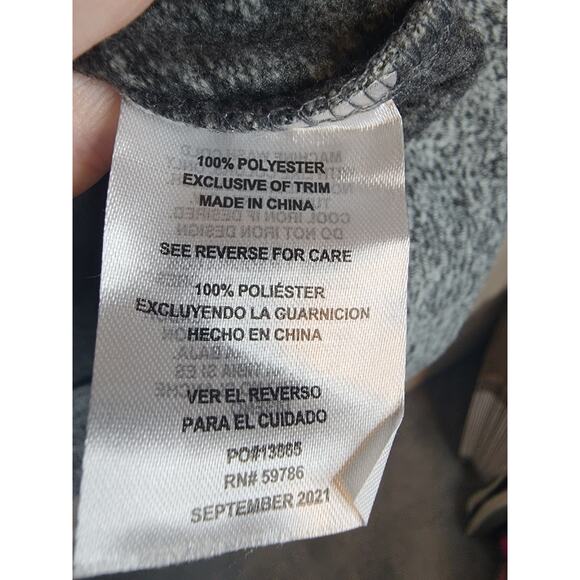 100% POLYESTER
EXCLUSIVE OF TRIM
MADE IN CHINA
SEE REVERSE FOR CARE
100% POLIÉSTER
EXCLUYENDO LA GUARNICION
HECHO EN CHINA
VER EL REVERSO
PARA EL CUIDADO
PO#13865
RN# 59786
SEPTEMBER 2021